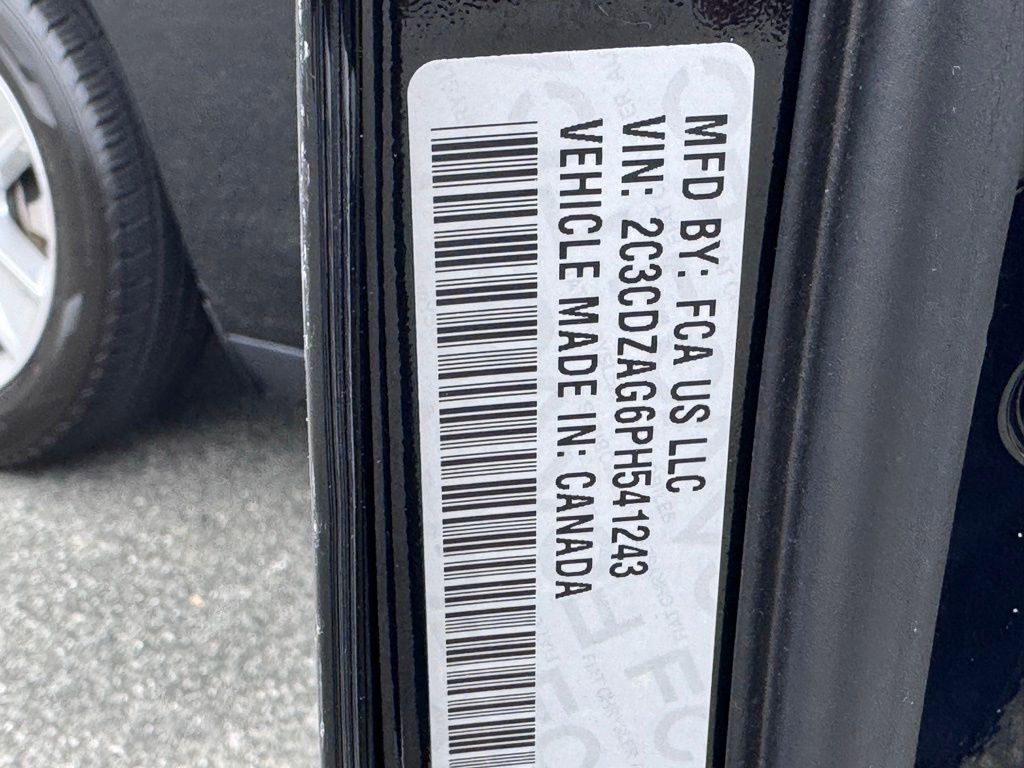 MFD BY: FCA US LLC
VIN: 2C3CDZAG6PH541243
VEHICLE MADE IN: CANADA